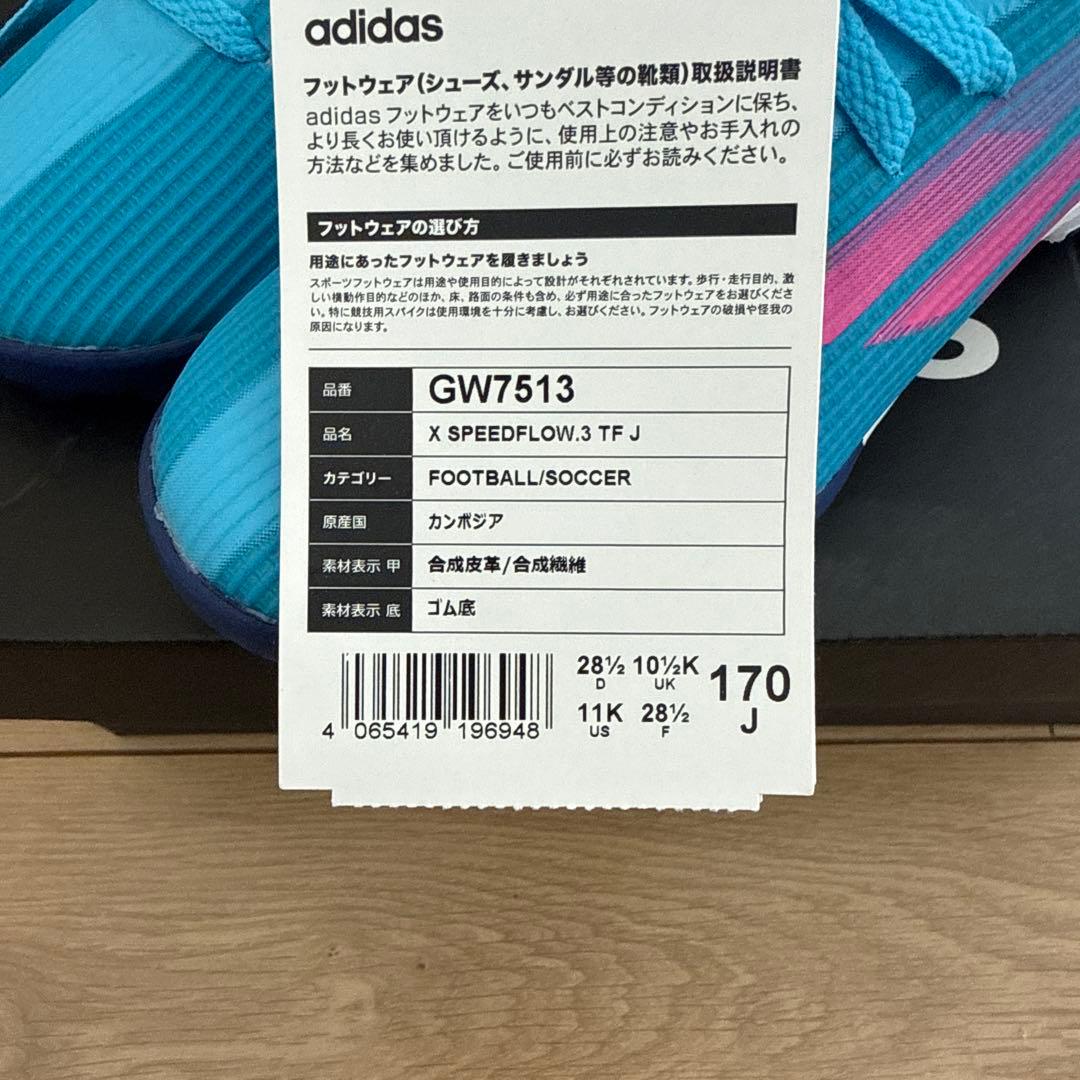 adidas
フットウェア(シューズ、サンダル等の靴類)取扱説明書
adidas フットウェアをいつもベストコンディションに保ち、
より長くお使い頂けるように、使用上の注意やお手入れの
方法などを集めました。ご使用前に必ずお読みください。
フットウェアの選び方
用途にあったフットウェアを履きましょう
スポーツフットウェアは用途や使用目的によって設計がそれぞれされています。歩行・走行目的、激
しい横動作目的などのほか、床、路面の条件も含め、必ず用途に合ったフットウェアをお選びくださ
い。特に競技用スパイクは使用環境を十分に考慮し、お選びください。フットウェアの破損や怪我の
原因になります。
品番 GW7513
品名 X SPEEDFLOW.3 TF J
カテゴリー FOOTBALL/SOCCER
原産国 カンボジア
素材表示 甲 合成皮革/合成繊維
素材表示 底 ゴム底
28½ 10½K 170
D UK J
11K 28½
US F
4 065419 196948